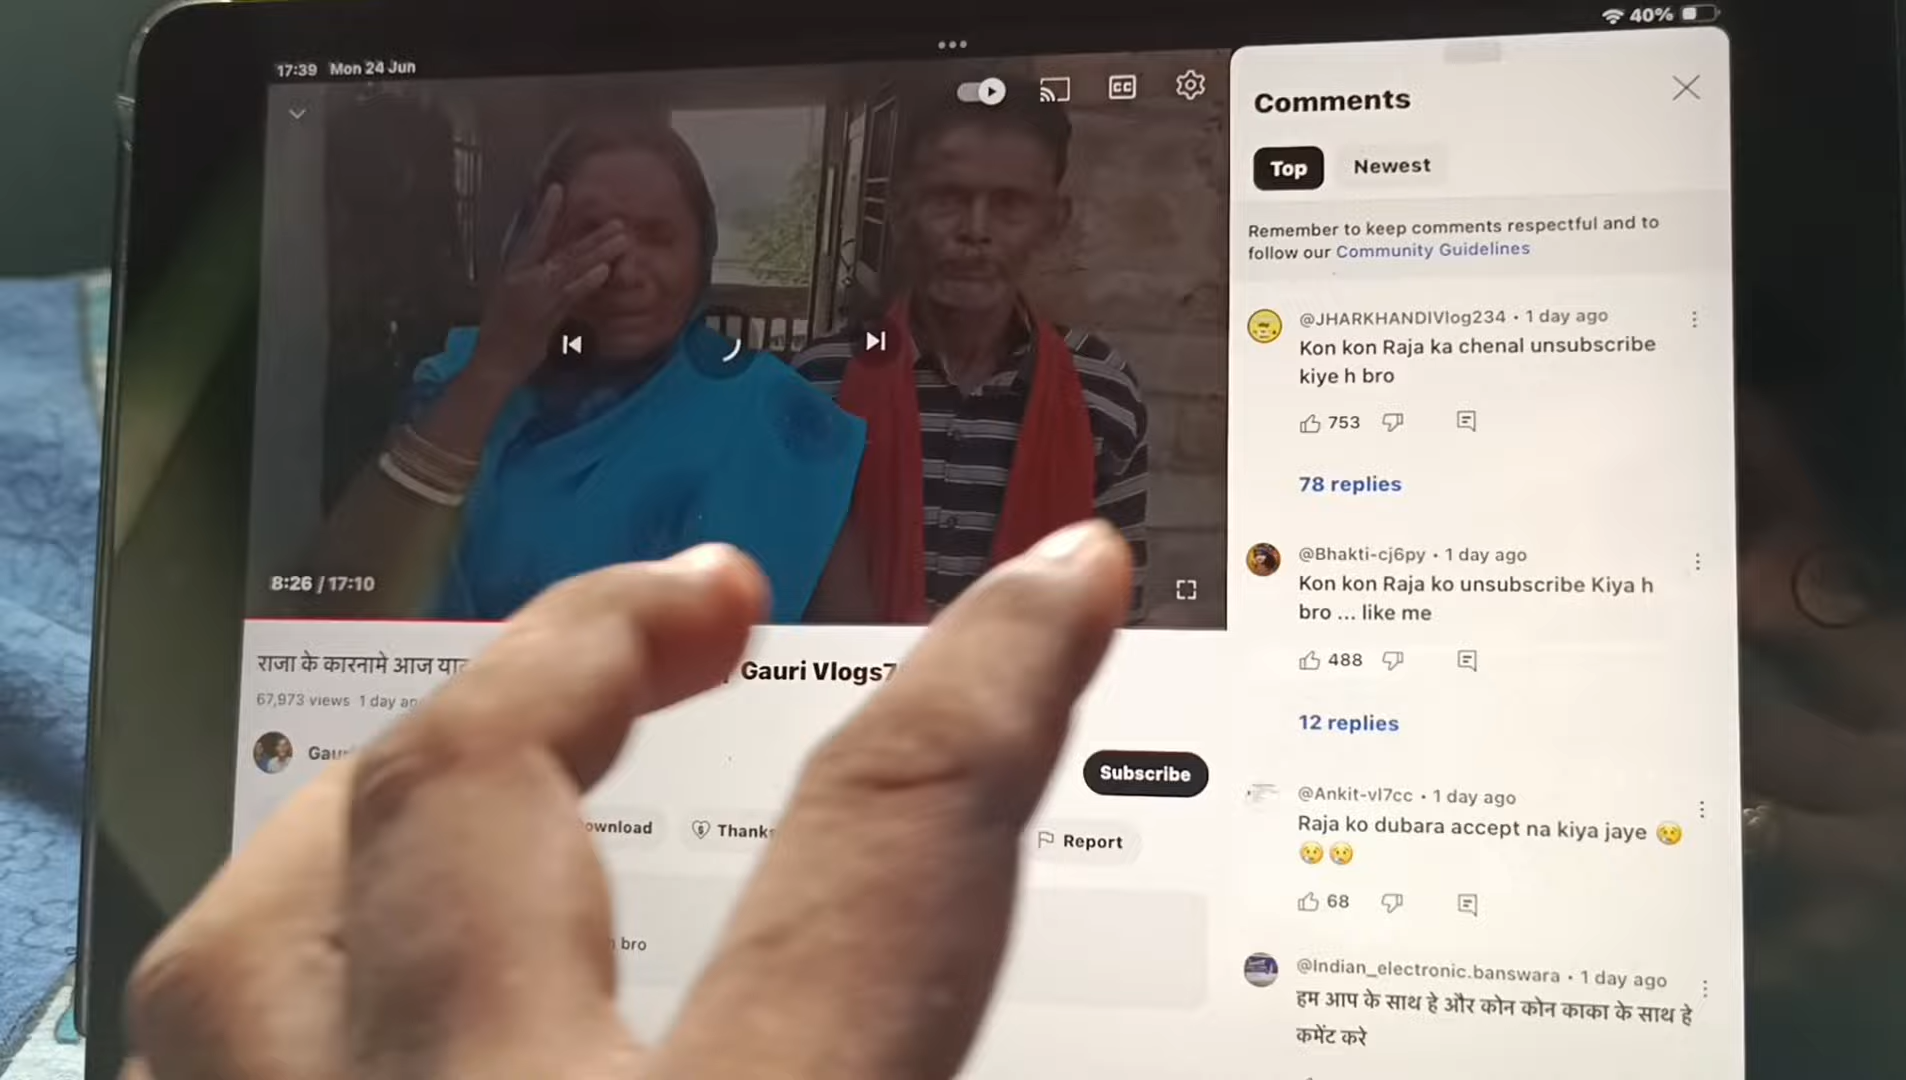 17:39 Mon 24 Jun
40%
CC
8:26 / 17:10
राजा के कारनामे आज
Gauri Vlogs
67,973 views 1 day
Subscribe
Thanks
Report
bro
Comments
Top
Newest
Remember to keep comments respectful and to
follow our Community Guidelines
@JHARKHANDIVlog234 • 1 day ago
Kon kon Raja ka chenal unsubscribe
kiye h bro
753
78 replies
@Bhakti-cj6py • 1 day ago
Kon kon Raja ko unsubscribe Kiya h
bro ... like me
488
12 replies
@Ankit-vl7cc • 1 day ago
Raja ko dubara accept na kiya jaye 😢
😢😢
68
@Indian_electronic.banswara • 1 day ago
हम आप के साथ हे और कोन कोन काका के साथ हे
कमेंट करे